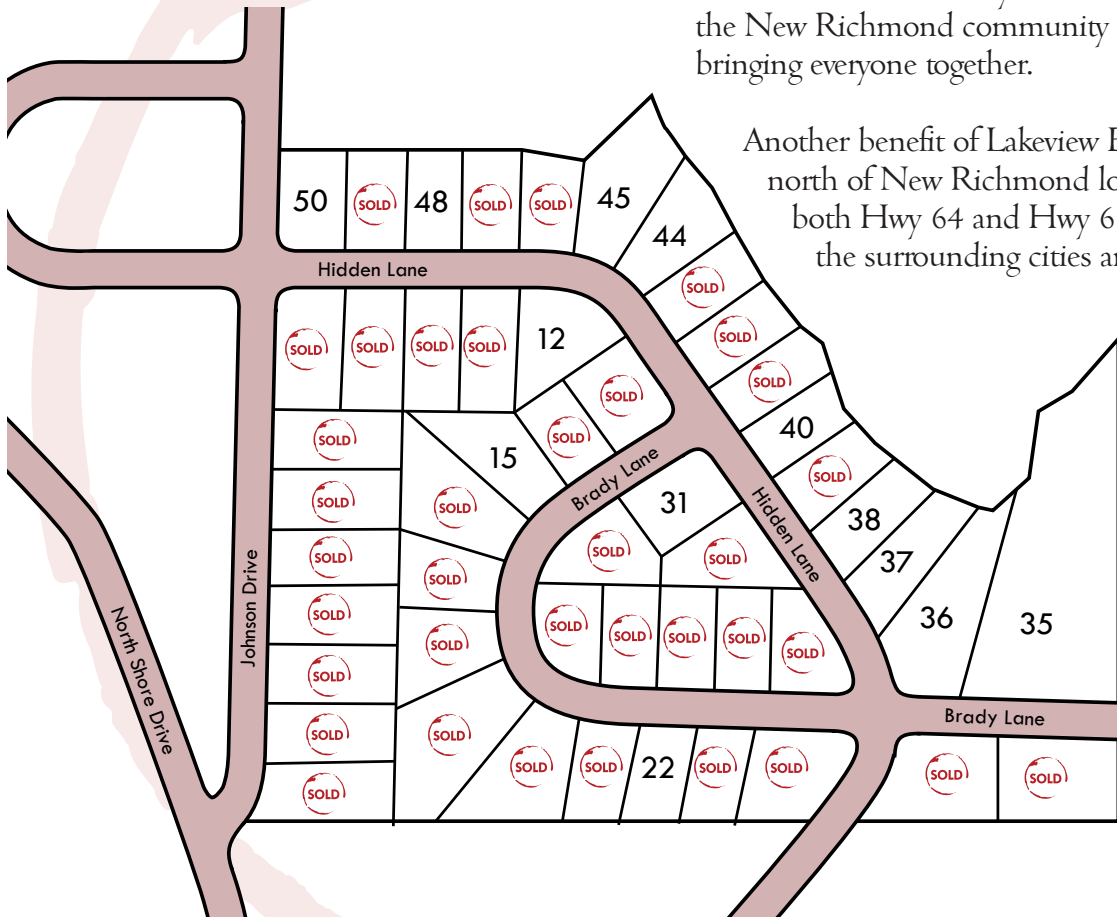 the New Richmond community
bringing everyone together.
Another benefit of Lakeview
north of New Richmond
both Hwy 64 and Hwy
the surrounding cities
50
SOLD
48
SOLD
SOLD
45
44
SOLD
Hidden Lane
SOLD
SOLD
SOLD
SOLD
12
SOLD
SOLD
SOLD
SOLD
SOLD
40
SOLD
15
Brady Lane
SOLD
SOLD
SOLD
31
Hidden Lane
38
37
SOLD
SOLD
SOLD
SOLD
Johnson Drive
North Shore Drive
SOLD
SOLD
SOLD
SOLD
SOLD
SOLD
SOLD
36
35
SOLD
Brady Lane
SOLD
SOLD
SOLD
SOLD
22
SOLD
SOLD
SOLD
SOLD
SOLD